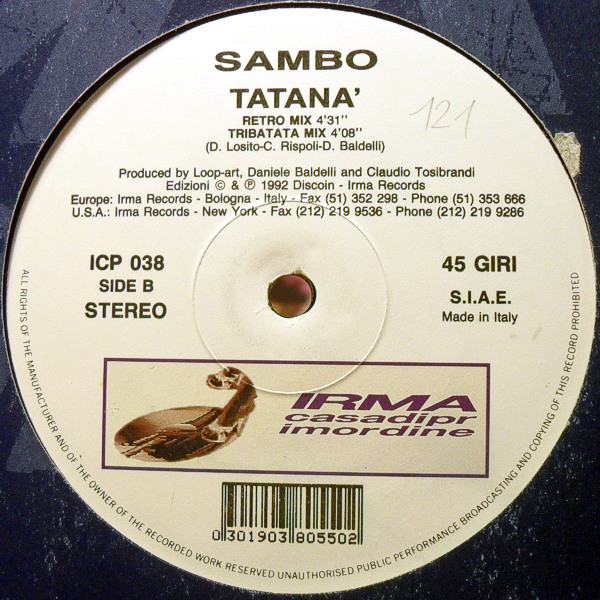 SAMBO
TATANA'
121
RETRO MIX 4'31''
TRIBATATA MIX 4'08''
(D. Losito-C. Rispoli-D. Baldelli)
Produced by Loop-art, Daniele Baldelli and Claudio Tosibrandi
Edizioni © & ℗ 1992 Discoin - Irma Records
Europe: Irma Records - Bologna - Italy - Fax (51) 352 298 - Phone (51) 353 666
U.S.A.: Irma Records - New York - Fax (212) 219 9536 - Phone (212) 219 9286
ICP 038
SIDE B
STEREO
45 GIRI
S.I.A.E.
Made in Italy
IRMA
casadipr
imordine
0 301903 805502
ALL RIGHTS OF THE MANUFACTURER AND OF THE OWNER OF THE RECORDED WORK RESERVED UNAUTHORISED PUBLIC PERFORMANCE BROADCASTING AND COPYING OF THIS RECORD PROHIBITED